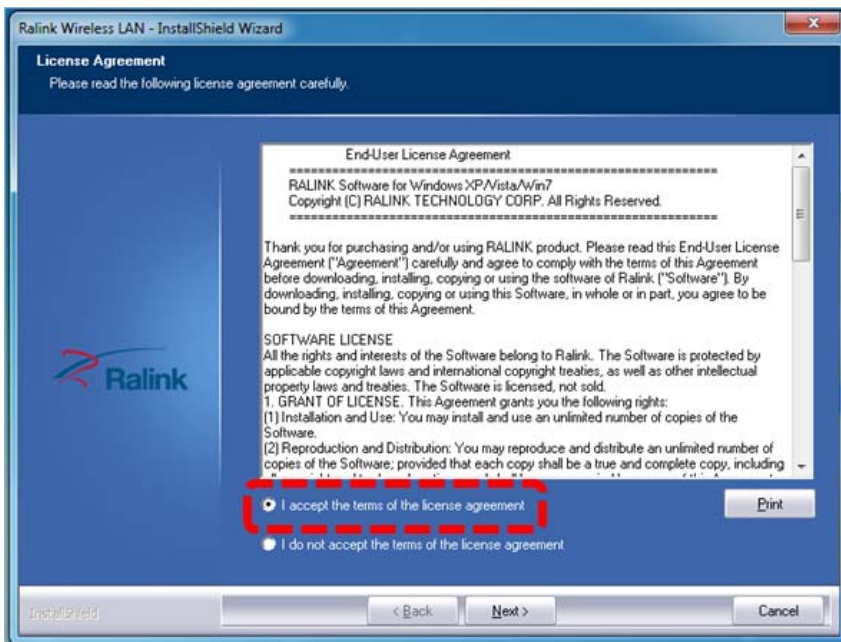 Ralink Wireless LAN - InstallShield Wizard
License Agreement
Please read the following license agreement carefully.
End-User License Agreement
RALINK Software for Windows XP/Vista/Win7
Copyright (C) RALINK TECHNOLOGY CORP. All Rights Reserved.
Thank you for purchasing and/or using RALINK product. Please read this End-User License
Agreement ("Agreement") carefully and agree to comply with the terms of this Agreement
before downloading, installing, copying or using the software of Ralink ("Software"). By
downloading, installing, copying or using this Software, in whole or in part, you agree to be
bound by the terms of this Agreement.
SOFTWARE LICENSE
All the rights and interests of the Software belong to Ralink. The Software is protected by
applicable copyright laws and international copyright treaties, as well as other intellectual
property laws and treaties. The Software is licensed, not sold.
1. GRANT OF LICENSE. This Agreement grants you the following rights:
(1) Installation and Use: You may install and use an unlimited number of copies of the
Software.
(2) Reproduction and Distribution: You may reproduce and distribute an unlimited number of
copies of the Software; provided that each copy shall be a true and complete copy, including
Ralink
I accept the terms of the license agreement
Print
I do not accept the terms of the license agreement
InstallShield
< Back
Next >
Cancel